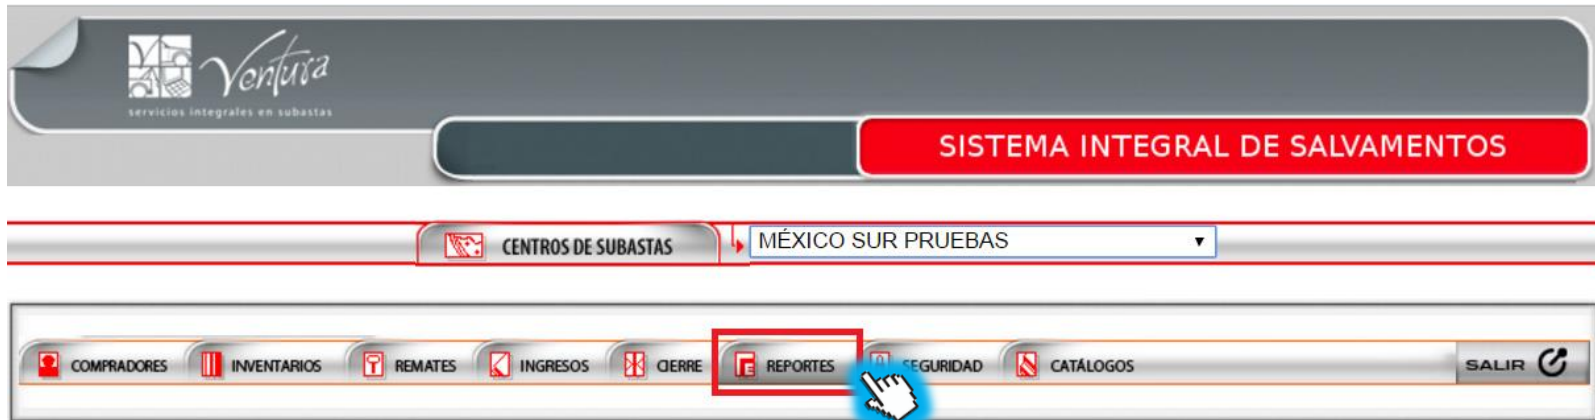 Ventura
servicios integrales en subastas
SISTEMA INTEGRAL DE SALVAMENTOS
CENTROS DE SUBASTAS MÉXICO SUR PRUEBAS
COMPRADORES INVENTARIOS REMATES INGRESOS CIERRE REPORTES SEGURIDAD CATÁLOGOS SALIR